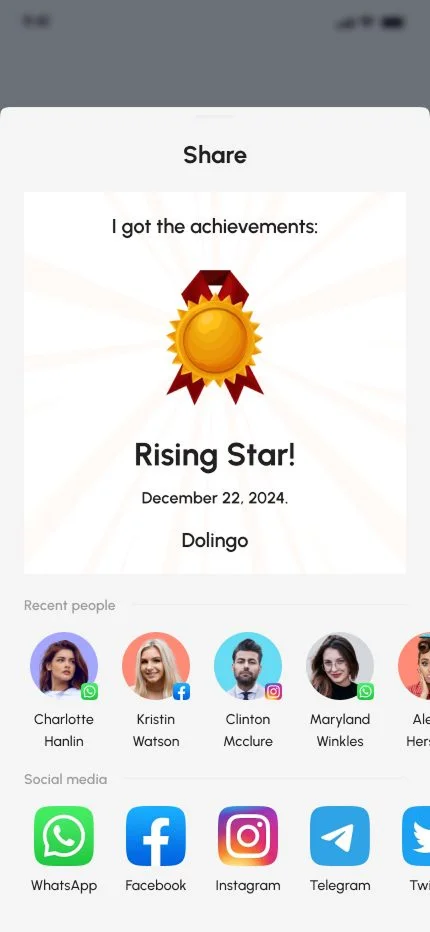 Share
I got the achievements:
Rising Star!
December 22, 2024.
Dolingo
Recent people
Charlotte Hanlin
Kristin Watson
Clinton Mcclure
Maryland Winkles
Social media
WhatsApp
Facebook
Instagram
Telegram